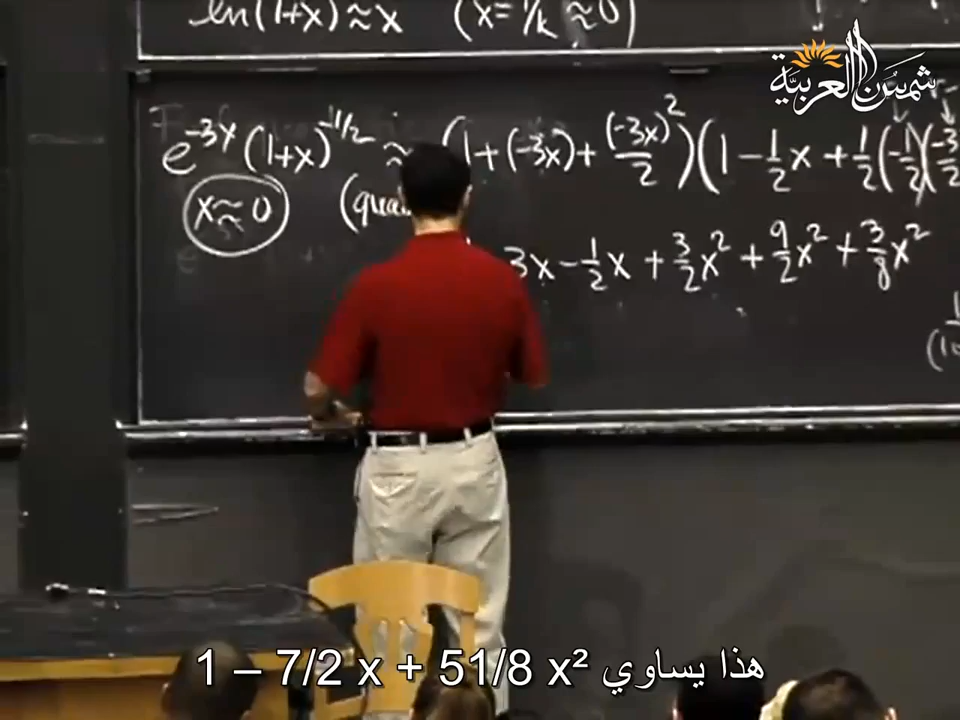 ln(1+x) ≈ x (x = 1/k ≈ 0)
شمس العربية
e^{-3x} (1+x)^{-1/2} ≈ (1 + (-3x) + (-3x)²/2)(1 - 1/2 x + 1/2(-1/2)(-3/2
x ≈ 0
3x - 1/2 x + 3/2 x² + 9/2 x² + 3/8 x²
هذا يساوي 1 – 7/2 x + 51/8 x²